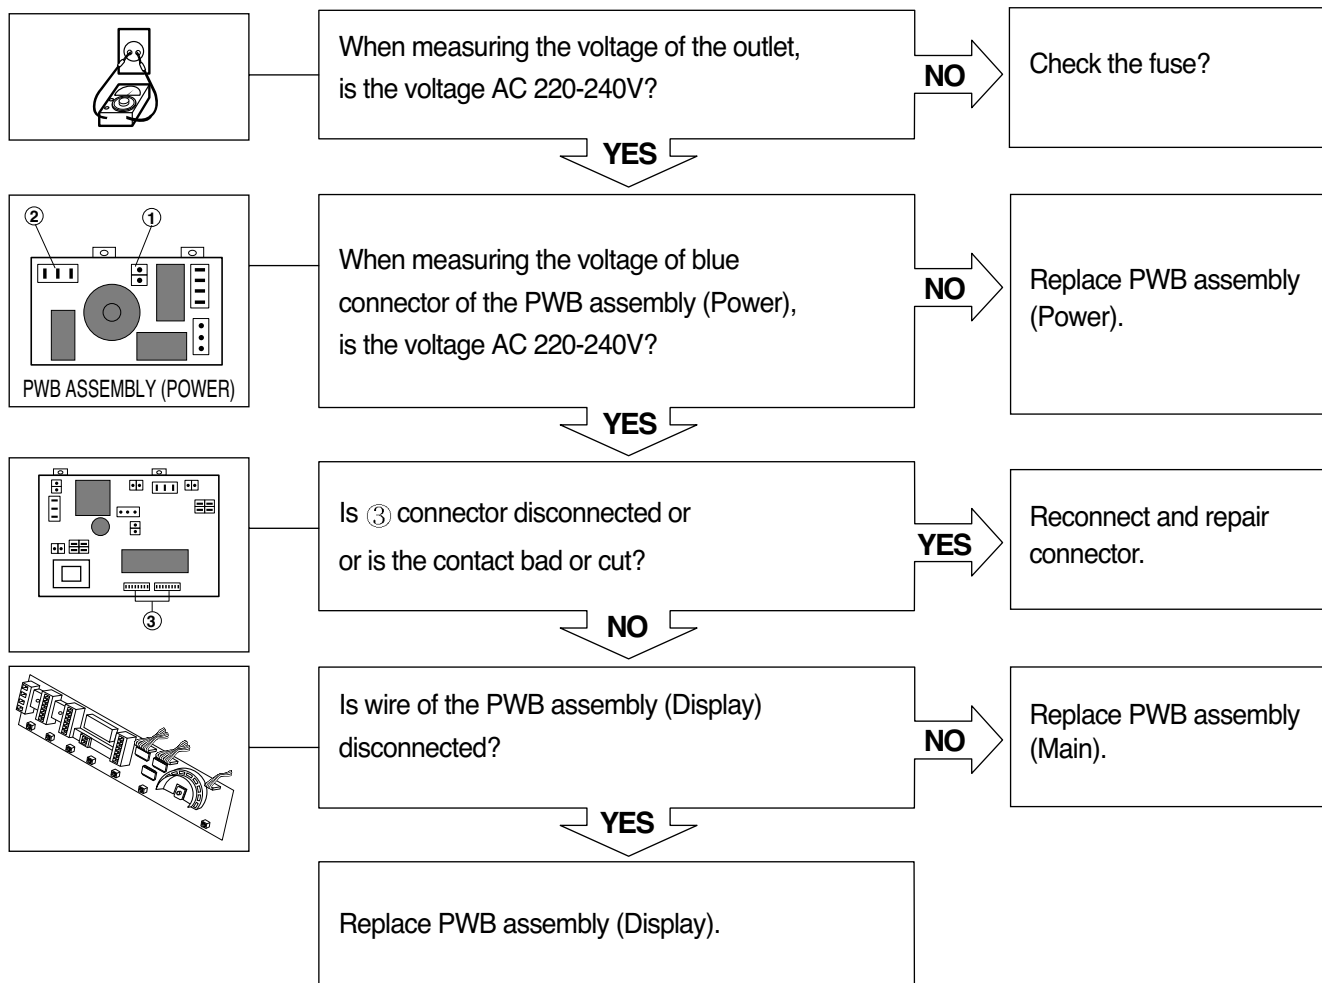 When measuring the voltage of the outlet,
is the voltage AC 220-240V?
NO
Check the fuse?
YES
② ①
PWB ASSEMBLY (POWER)
When measuring the voltage of blue
connector of the PWB assembly (Power),
is the voltage AC 220-240V?
NO
Replace PWB assembly
(Power).
YES
③
Is ③ connector disconnected or
or is the contact bad or cut?
YES
Reconnect and repair
connector.
NO
Is wire of the PWB assembly (Display)
disconnected?
NO
Replace PWB assembly
(Main).
YES
Replace PWB assembly (Display).